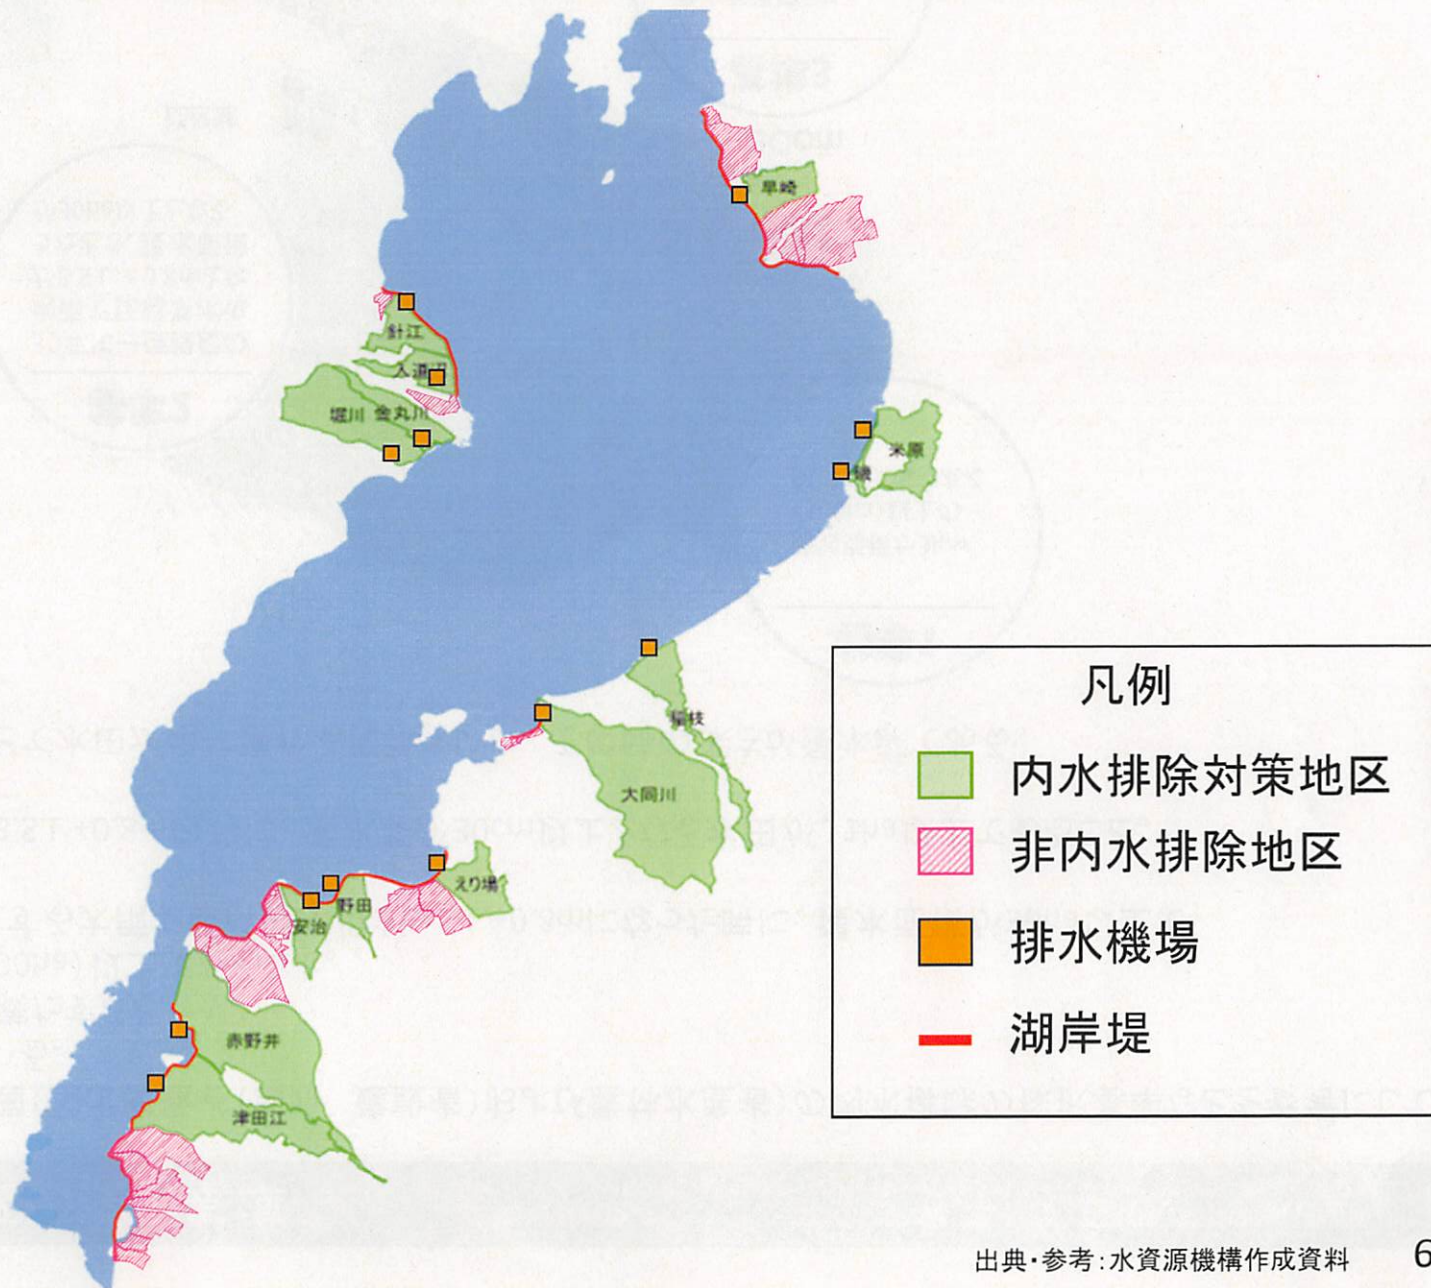 早崎
針江
入道沼
堀川 金丸川
米原
磯
稲枝
大同川
えり場
野田
安治
赤野井
津田江
凡例
内水排除対策地区
非内水排除地区
排水機場
湖岸堤
出典・参考：水資源機構作成資料
6